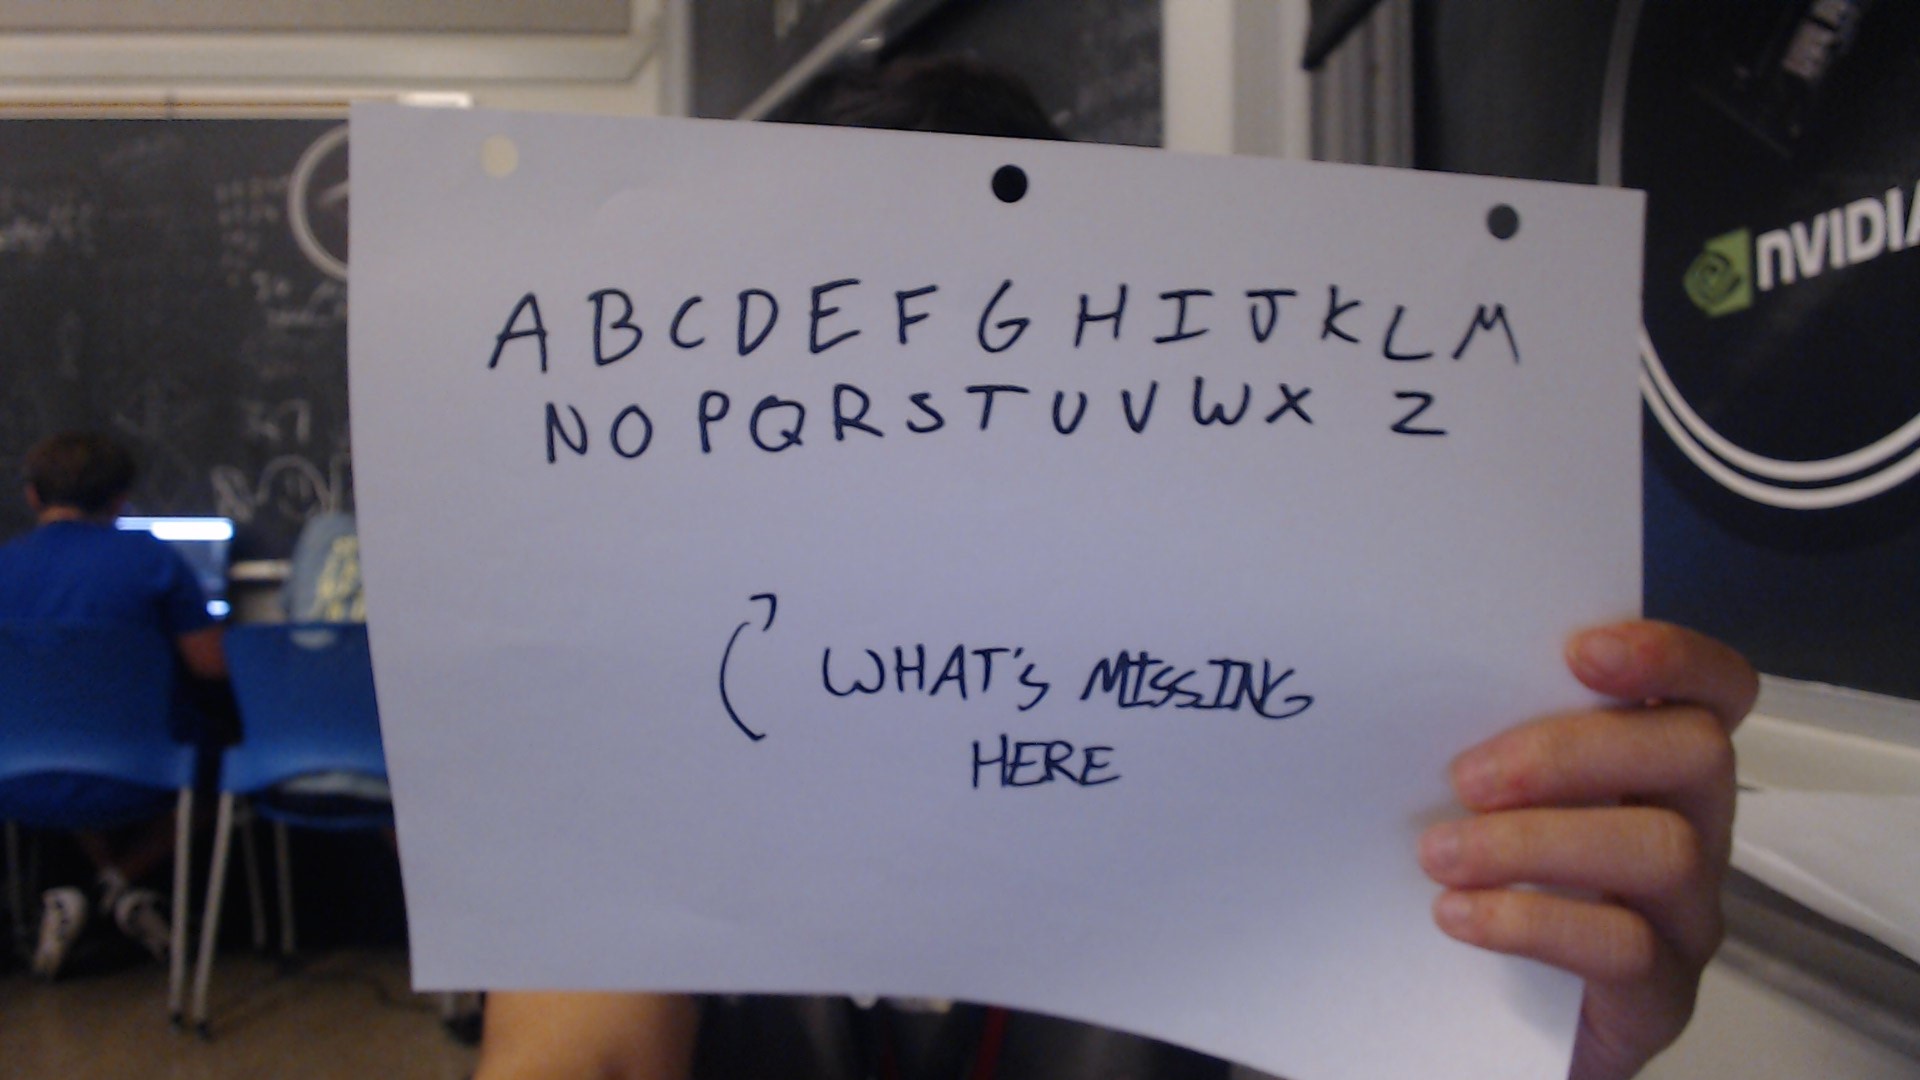 A B C D E F G H I J K L M
N O P Q R S T U V W X Z
WHAT'S MISSING
HERE
NVIDIA